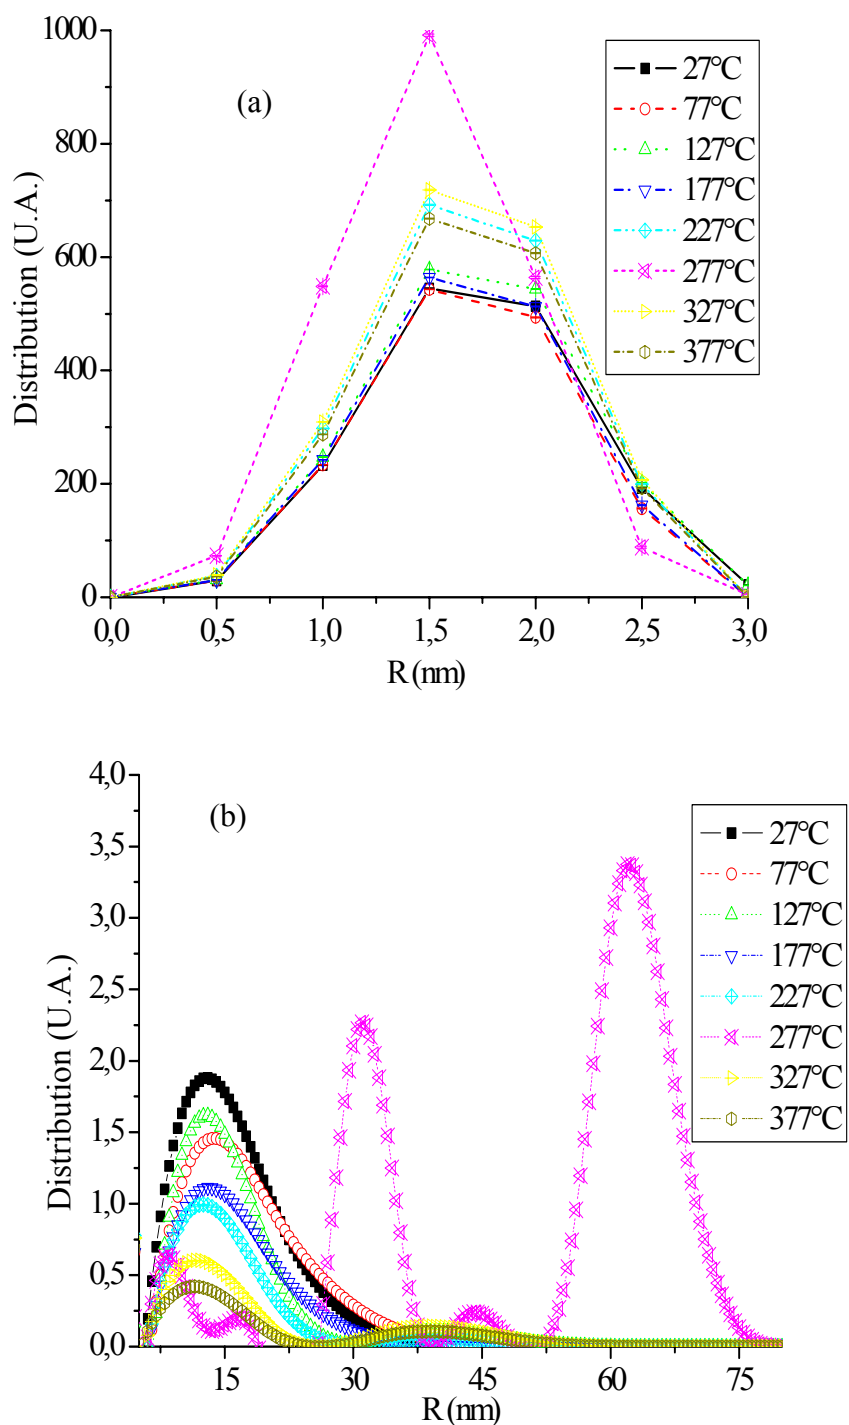 1000
800
600
400
200
0
Distribution (U.A.)
(a)
27°C
77°C
127°C
177°C
227°C
277°C
327°C
377°C
0,0 0,5 1,0 1,5 2,0 2,5 3,0
R (nm)
4,0
3,5
3,0
2,5
2,0
1,5
1,0
0,5
0,0
Distribution (U.A.)
(b)
27°C
77°C
127°C
177°C
227°C
277°C
327°C
377°C
15 30 45 60 75
R (nm)